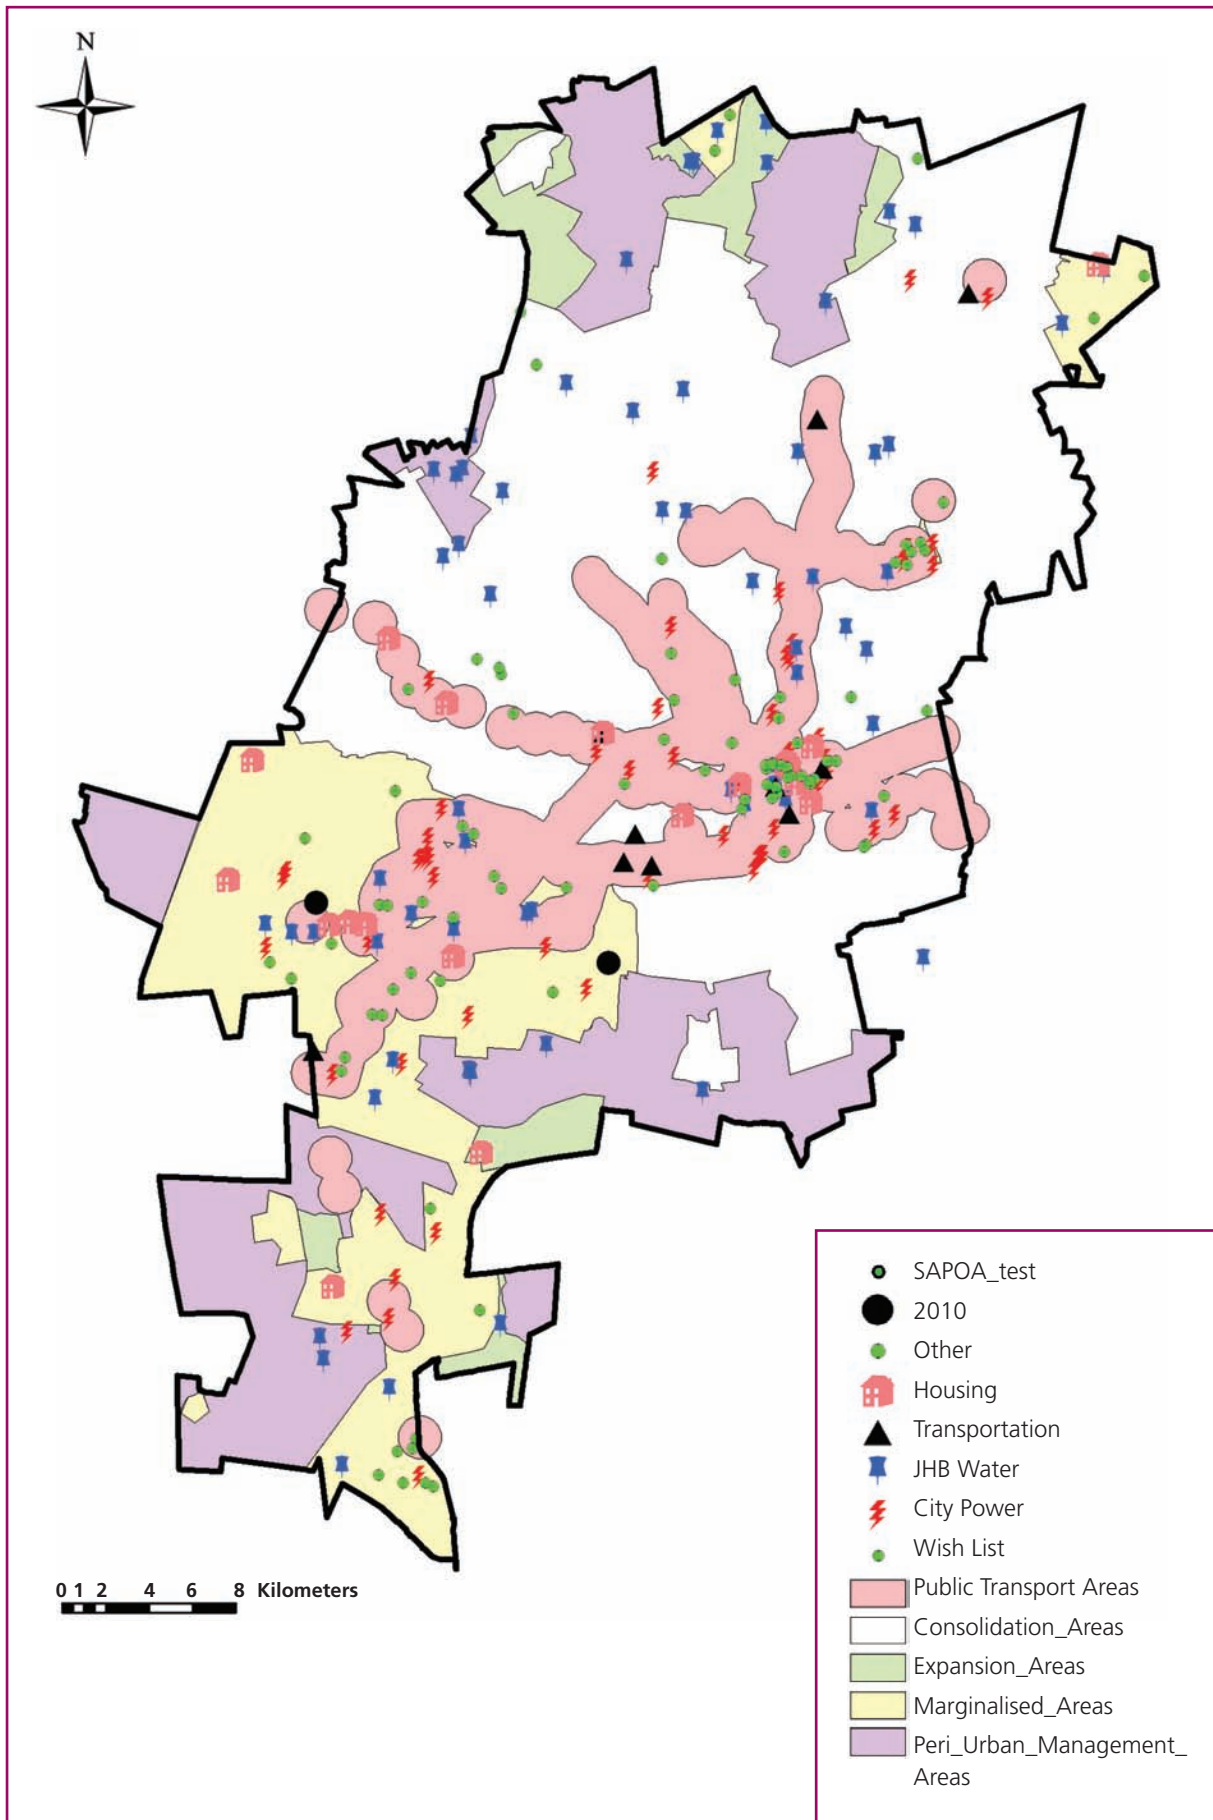 N
SAPOA_test
2010
Other
Housing
Transportation
JHB Water
City Power
Wish List
Public Transport Areas
Consolidation_Areas
Expansion_Areas
Marginalised_Areas
Peri_Urban_Management_
Areas
0 1 2 4 6 8 Kilometers